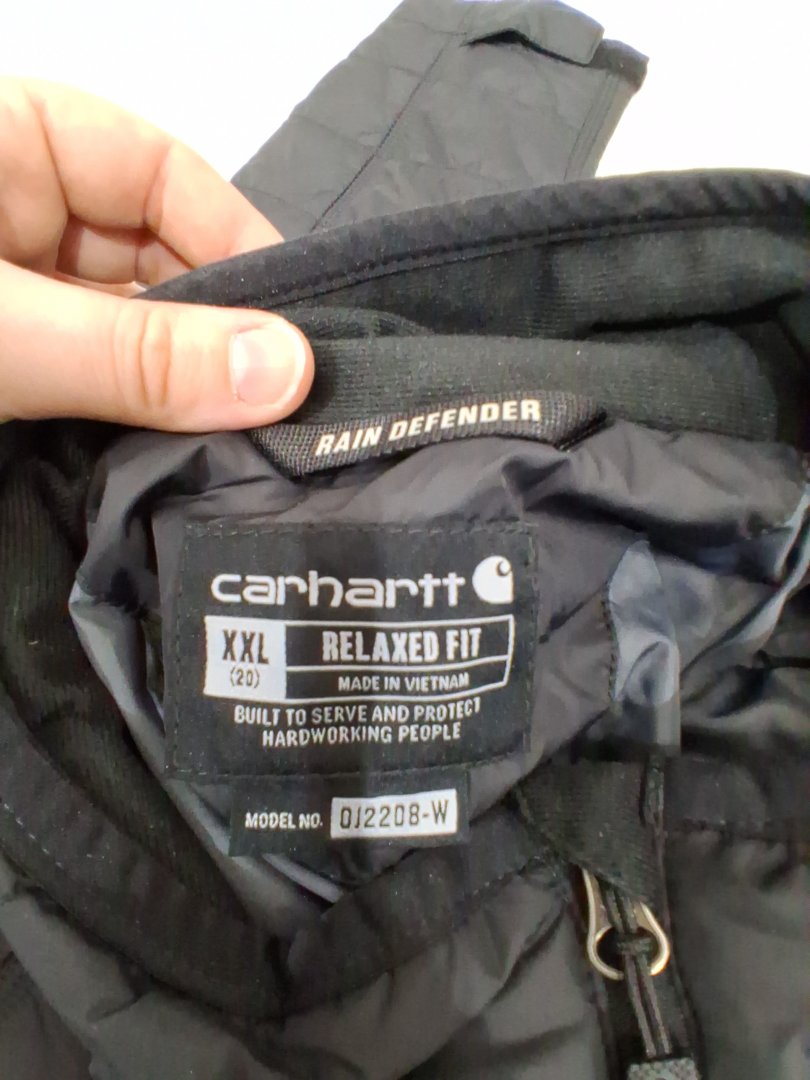 RAIN DEFENDER
carhartt
XXL
(20)
RELAXED FIT
MADE IN VIETNAM
BUILT TO SERVE AND PROTECT
HARDWORKING PEOPLE
MODEL NO. OJ2208-W